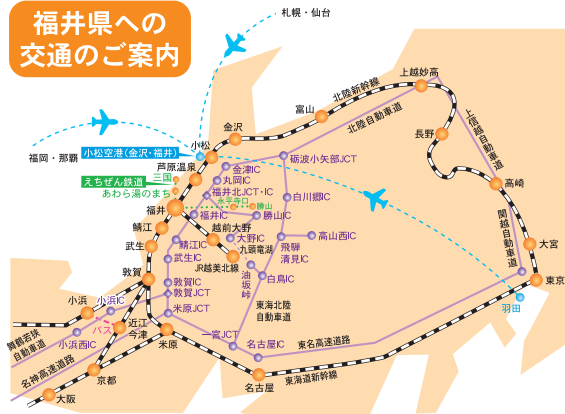 福井県への
交通のご案内
札幌・仙台
上越妙高
北陸新幹線
北陸自動車道
上信越自動車道
富山
金沢
長野
小松
福岡・那覇
小松空港(金沢・福井)
砺波小矢部JCT
芦原温泉
金津IC
丸岡IC
三国
えちぜん鉄道
あわら湯のまち
福井北JCT・IC
白川郷IC
高崎
永平寺口
勝山
福井
福井IC
勝山IC
関越自動車道
鯖江
越前大野
大野IC
高山西IC
武生
鯖江IC
九頭竜湖
飛騨
清見IC
大宮
武生IC
JR越美北線
油坂峠
白鳥IC
敦賀
敦賀IC
敦賀JCT
東京
小浜
小浜IC
東海北陸
自動車道
羽田
米原JCT
バス
近江
今津
舞鶴若狭
自動車道
小浜西IC
米原
一宮JCT
名古屋IC
東名高速道路
名神高速道路
京都
名古屋
東海道新幹線
大阪